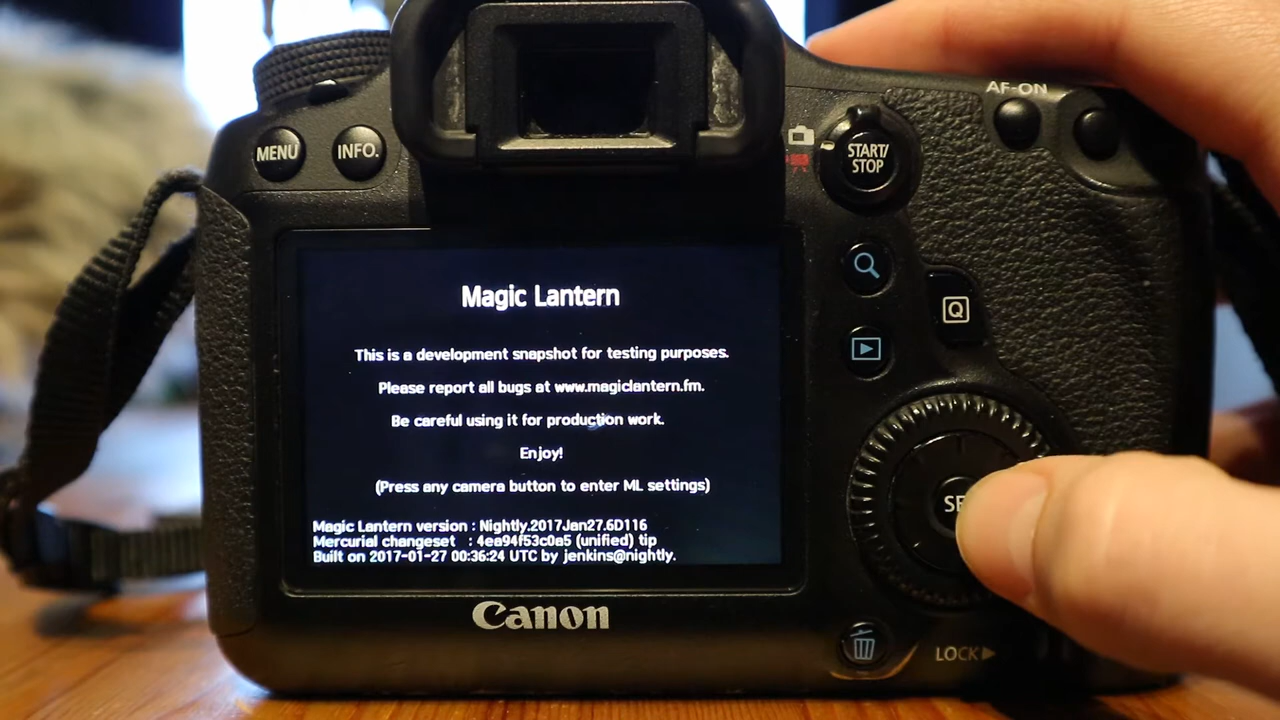 AF-ON
MENU
INFO.
START/
STOP
Magic Lantern
Q
This is a development snapshot for testing purposes.
Please report all bugs at www.magiclantern.fm.
Be careful using it for production work.
Enjoy!
(Press any camera button to enter ML settings)
Magic Lantern version : Nightly.2017Jan27.6D116
Mercurial changeset : 4ea94f53c0a5 (unified) tip
Built on 2017-01-27 00:36:24 UTC by jenkins@nightly.
Canon
LOCK